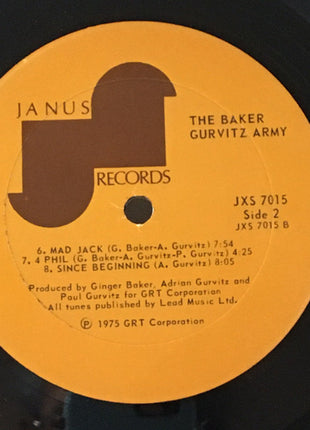 JANUS
RECORDS
THE BAKER
GURVITZ ARMY
JXS 7015
Side 2
JXS 7015 B
6. MAD JACK (G. Baker-A. Gurvitz) 7:54
7. 4 PHIL (G. Baker-A. Gurvitz-P. Gurvitz) 4:25
8. SINCE BEGINNING (A. Gurvitz) 8:05
Produced by Ginger Baker, Adrian Gurvitz and
Paul Gurvitz for GRT Corporation
All tunes published by Lead Music Ltd.
℗ 1975 GRT Corporation